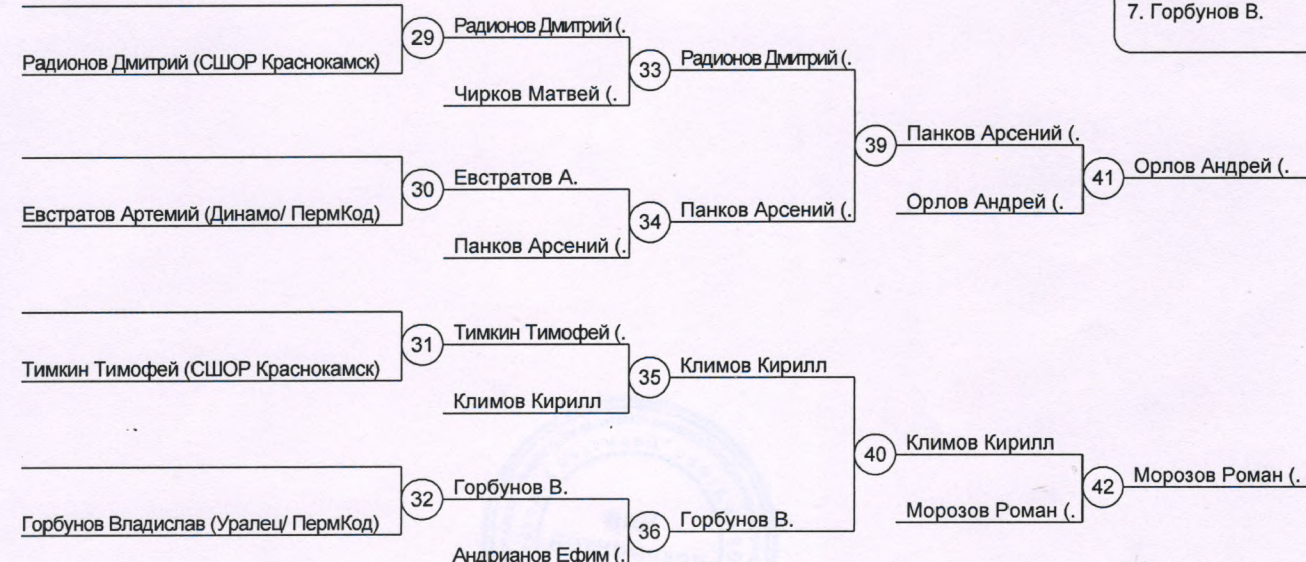 7. Горбунов В.
29 Радионов Дмитрий (.
Радионов Дмитрий (СШОР Краснокамск)
33 Радионов Дмитрий (.
Чирков Матвей (.
39 Панков Арсений (.
30 Евстратов А.
41 Орлов Андрей (.
Евстратов Артемий (Динамо/ ПермКод)
34 Панков Арсений (.
Орлов Андрей (.
Панков Арсений (.
31 Тимкин Тимофей (.
Тимкин Тимофей (СШОР Краснокамск)
35 Климов Кирилл
Климов Кирилл
40 Климов Кирилл
32 Горбунов В.
42 Морозов Роман (.
Горбунов Владислав (Уралец/ ПермКод)
36 Горбунов В.
Морозов Роман (.
Андрианов Ефим (.